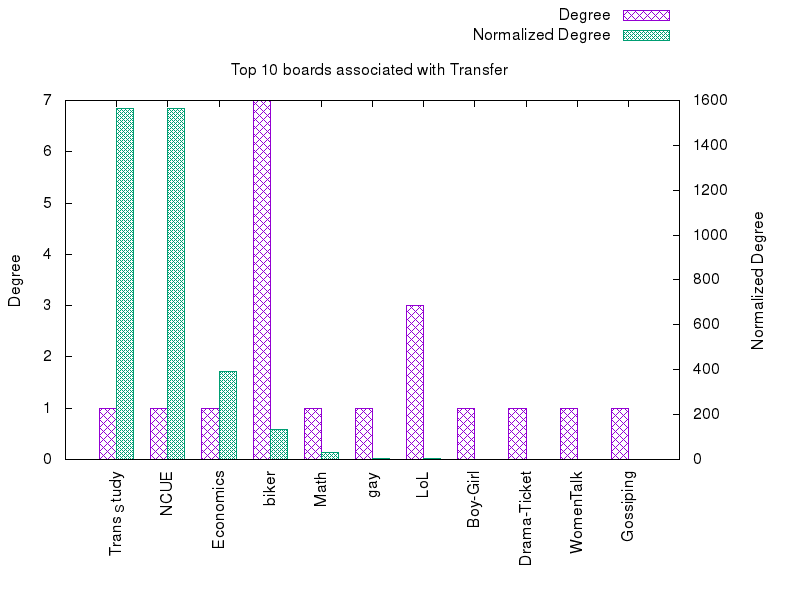 Degree
Normalized Degree
Top 10 boards associated with Transfer
7
6
5
4
3
2
1
0
Degree
1600
1400
1200
1000
800
600
400
200
0
Normalized Degree
Trans_study
NCUE
Economics
biker
Math
gay
LoL
Boy-Girl
Drama-Ticket
WomenTalk
Gossiping